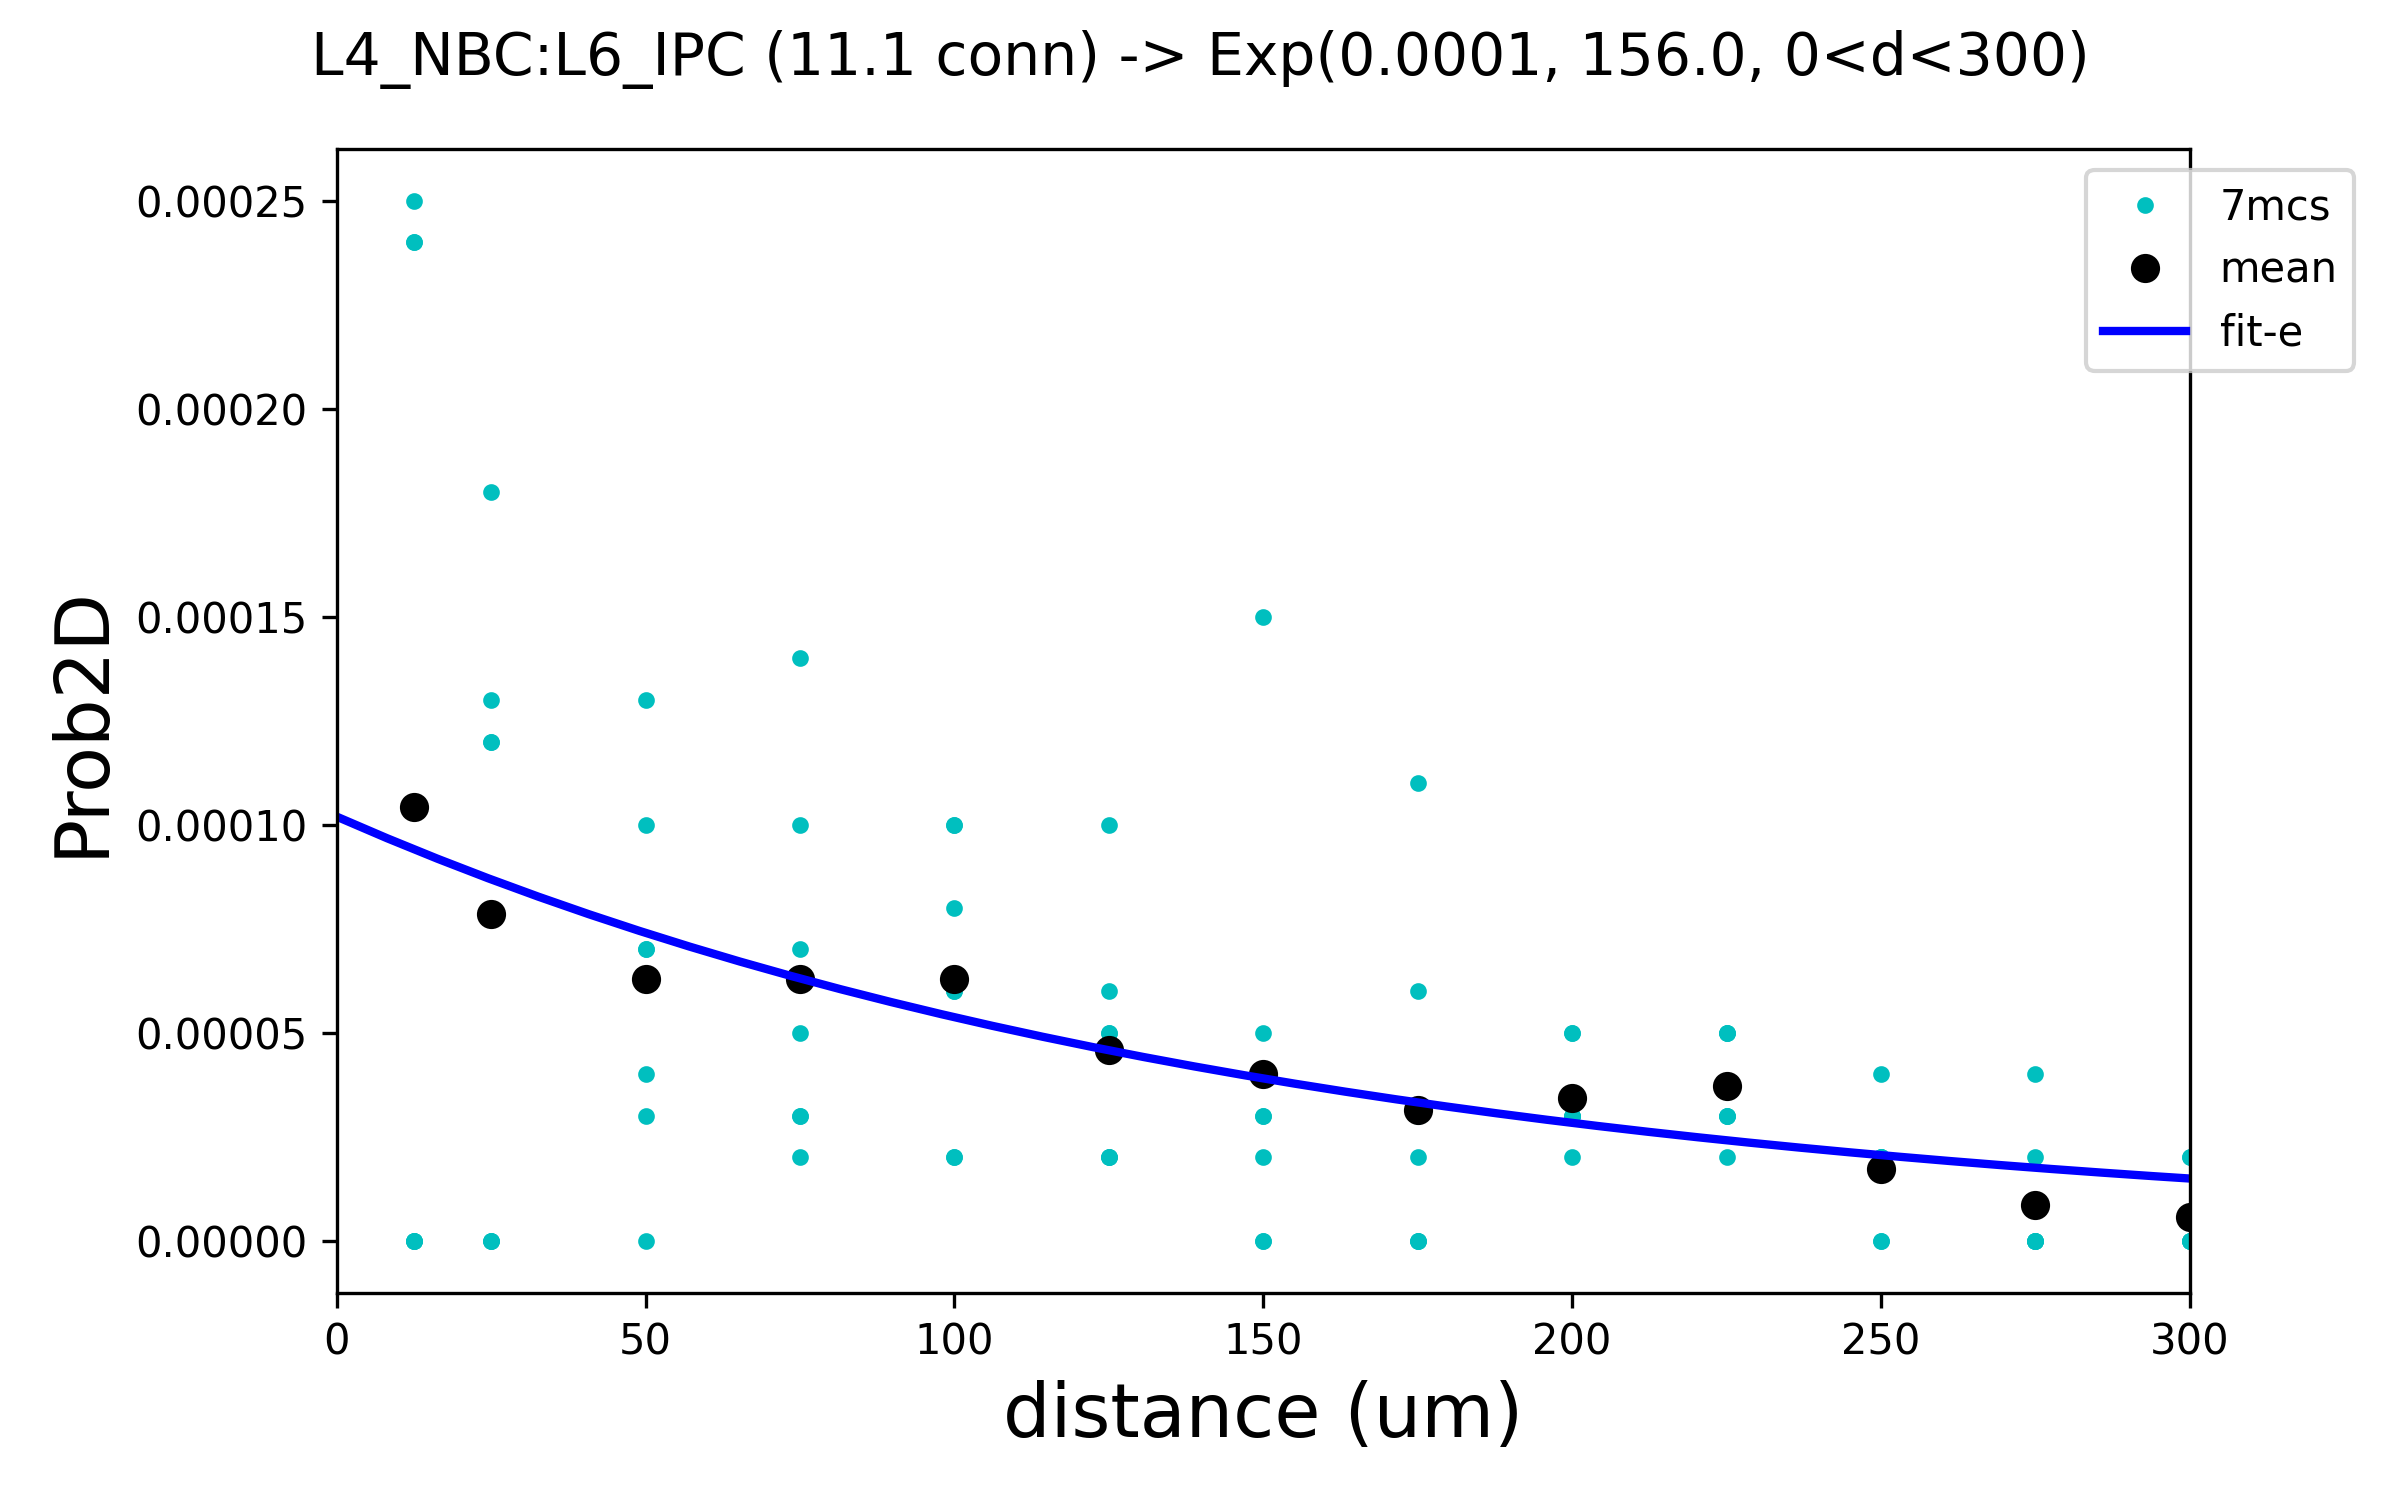 L4_NBC:L6_IPC (11.1 conn) -> Exp(0.0001, 156.0, 0<d<300)
7mcs
mean
fit-e
Prob2D
0.00025
0.00020
0.00015
0.00010
0.00005
0.00000
0 50 100 150 200 250 300
distance (um)